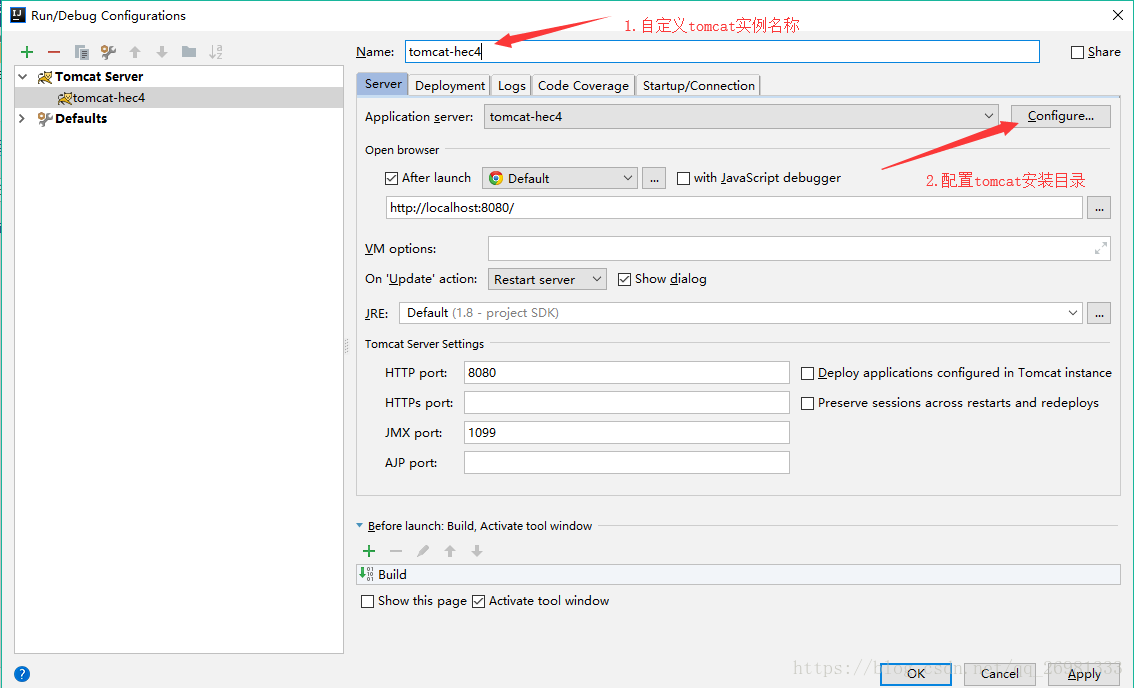 Run/Debug Configurations
Name: tomcat-hec4
1.自定义tomcat实例名称
Share
Tomcat Server
tomcat-hec4
Defaults
Server Deployment Logs Code Coverage Startup/Connection
Application server: tomcat-hec4 Configure...
Open browser
After launch Default ... with JavaScript debugger
2.配置tomcat安装目录
http://localhost:8080/ ...
VM options:
On 'Update' action: Restart server Show dialog
JRE: Default (1.8 - project SDK) ...
Tomcat Server Settings
HTTP port: 8080 Deploy applications configured in Tomcat instance
HTTPs port: Preserve sessions across restarts and redeploys
JMX port: 1099
AJP port:
Before launch: Build, Activate tool window
Build
Show this page Activate tool window
OK Cancel Apply